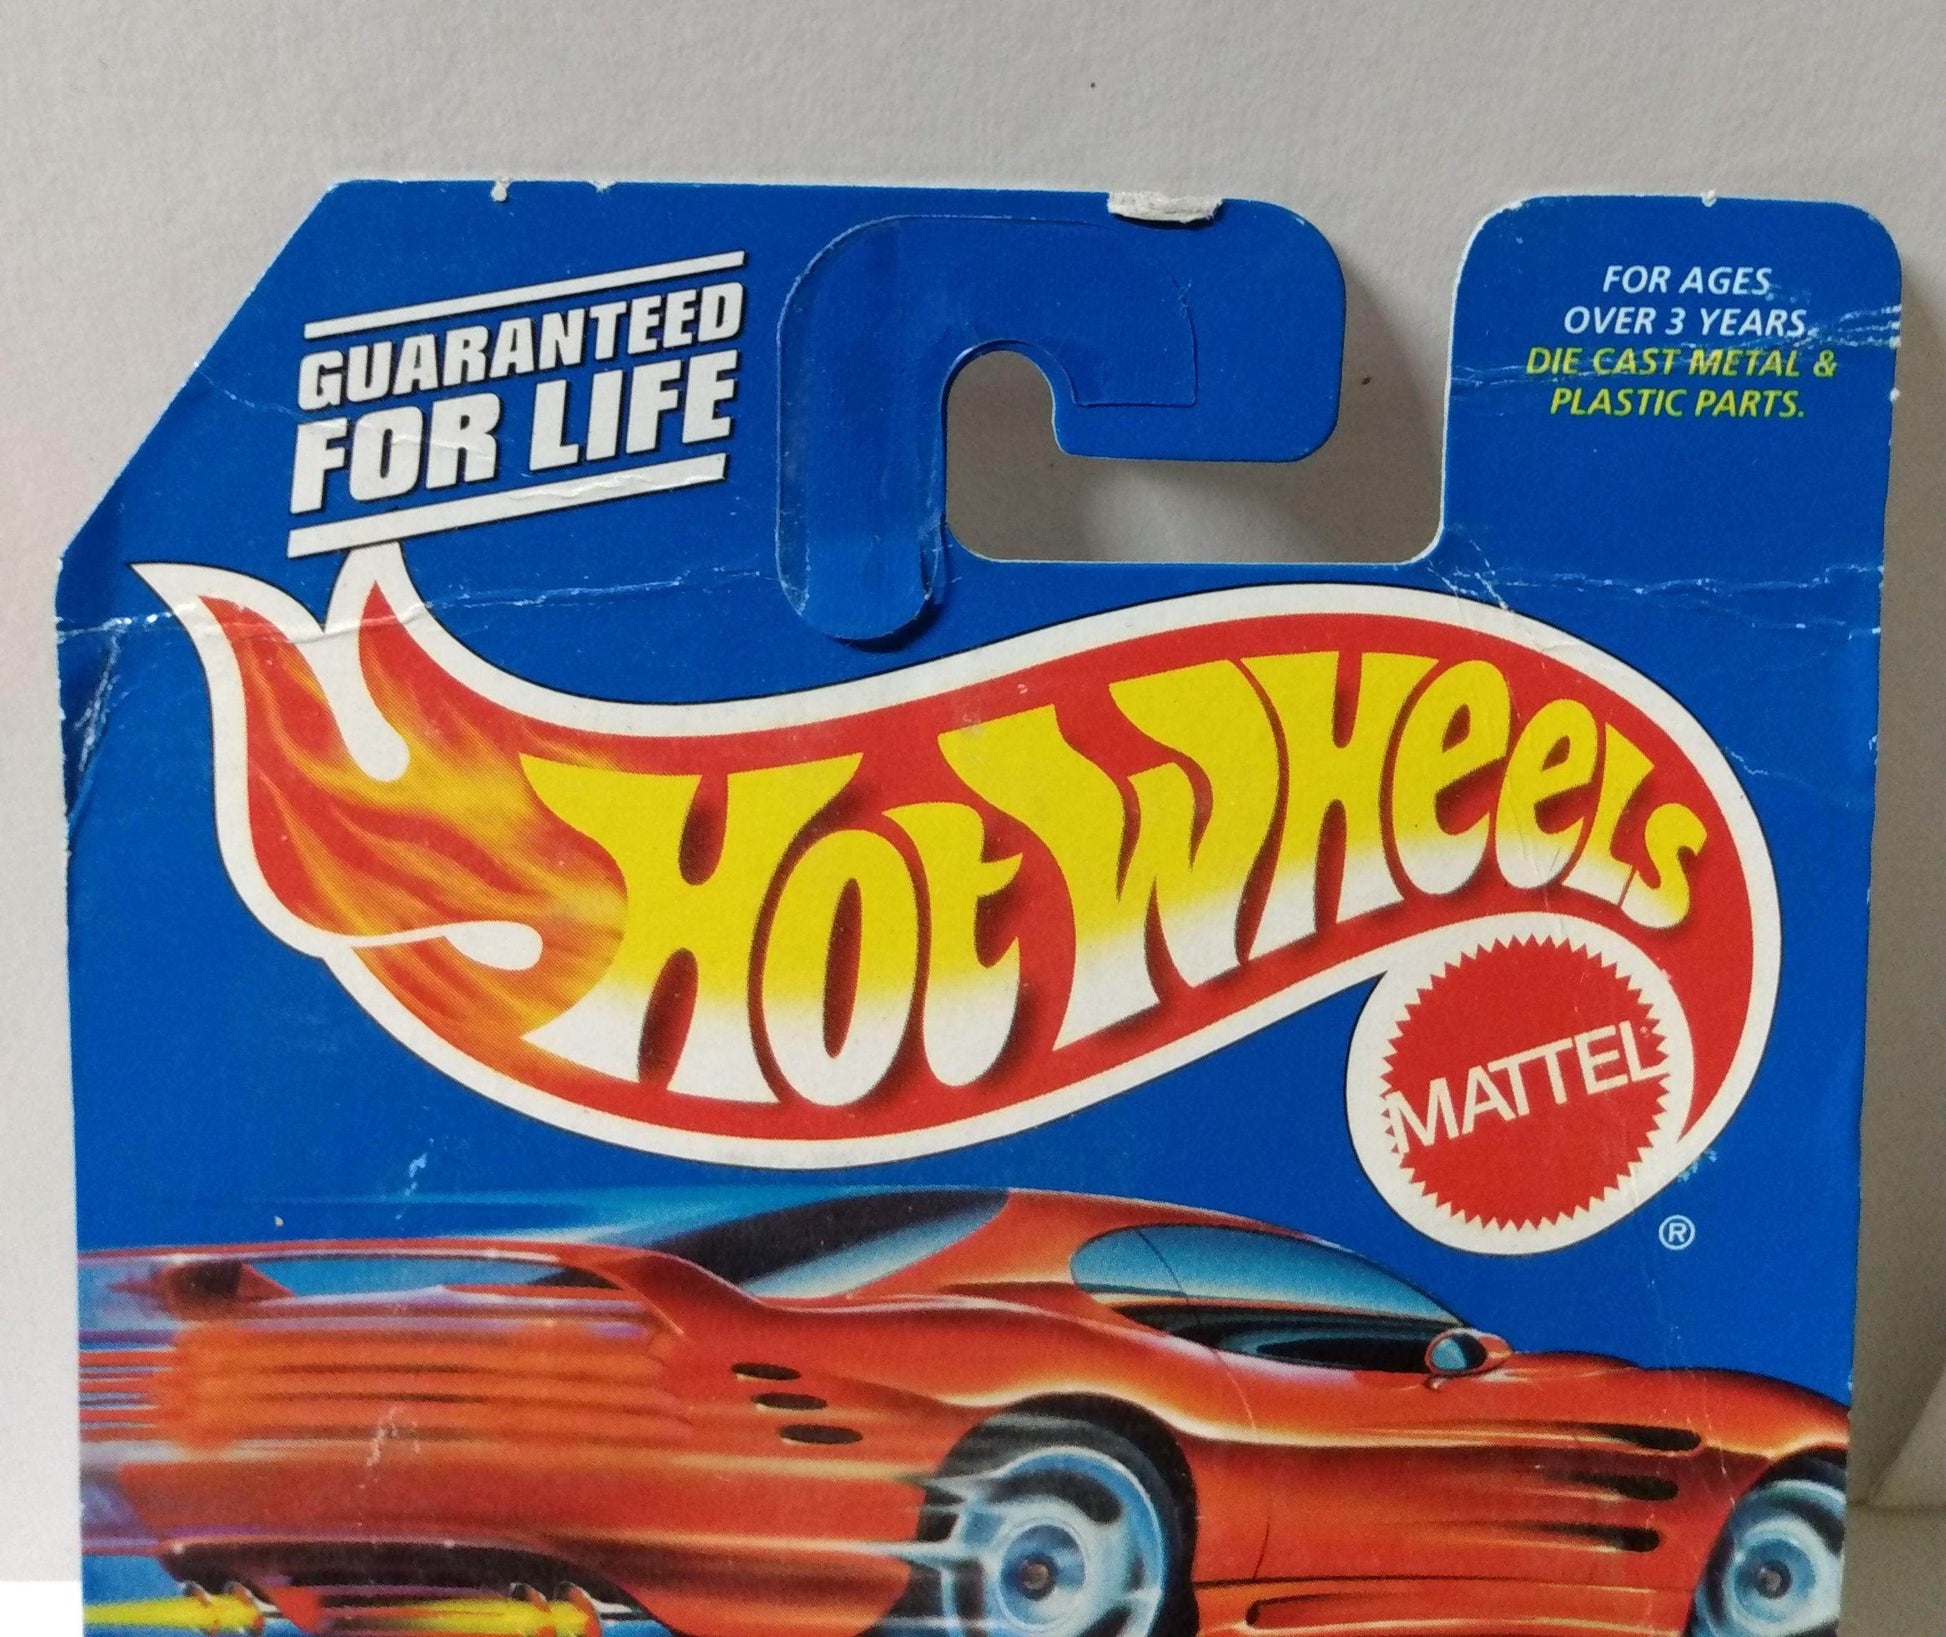 GUARANTEED
FOR LIFE
FOR AGES
OVER 3 YEARS.
DIE CAST METAL &
PLASTIC PARTS.
HOT WHEELS
MATTEL
®